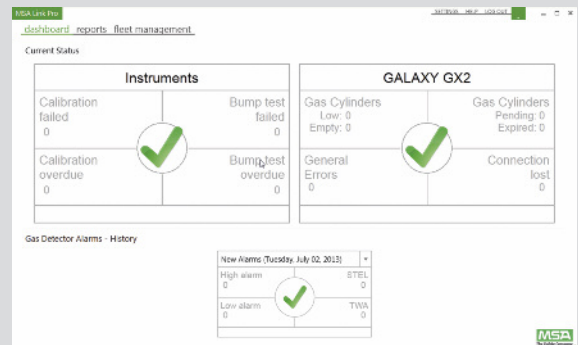 MSA Link Pro
SETTINGS HELP LOG OUT
dashboard reports fleet management
Current Status
Instruments
Calibration failed 0
Bump test failed 0
Calibration overdue 0
Bump test overdue 0
GALAXY GX2
Gas Cylinders
Low: 0
Empty: 0
Gas Cylinders
Pending: 0
Expired: 0
General Errors 0
Connection lost 0
Gas Detector Alarms - History
New Alarms (Tuesday, July 02, 2013)
High alarm 0
STEL 0
Low alarm 0
TWA 0
MSA